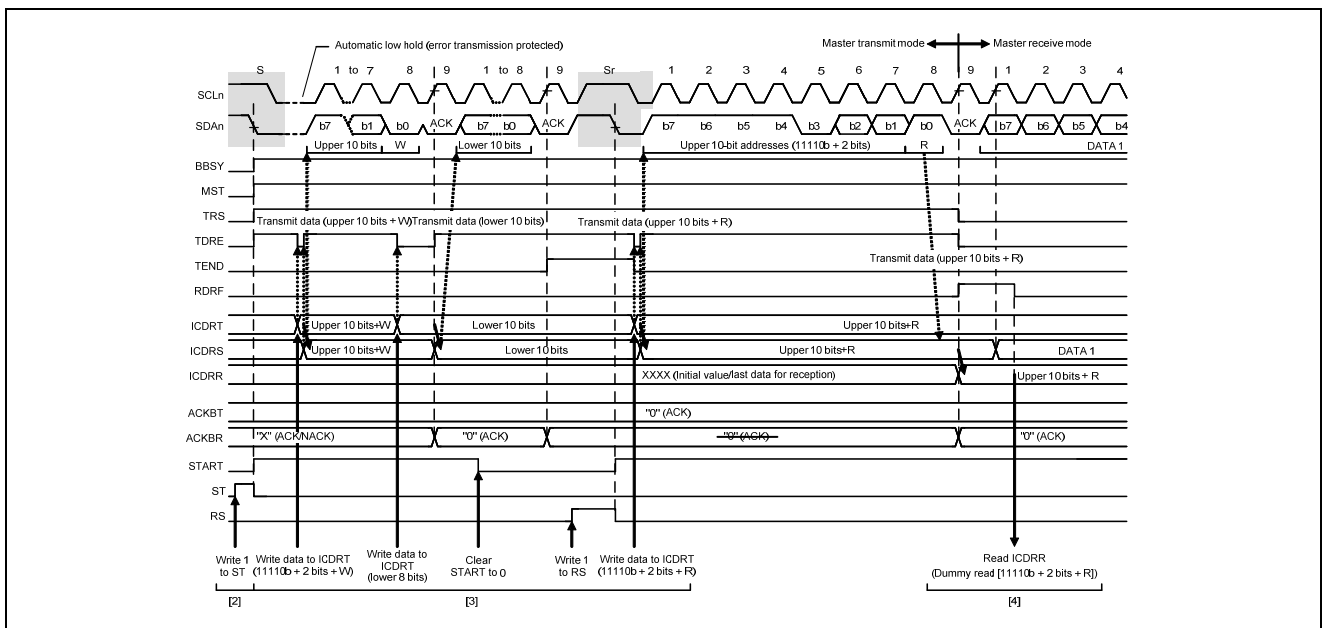 Automatic low hold (error transmission protected)
Master transmit mode Master receive mode
S 1 to 7 8 9 1 to 8 9 Sr 1 2 3 4 5 6 7 8 9 1 2 3 4
SCLn
SDAn b7 b1 b0 ACK b7 b0 ACK b7 b6 b5 b4 b3 b2 b1 b0 ACK b7 b6 b5 b4
Upper 10 bits W Lower 10 bits Upper 10-bit addresses (11110b + 2 bits) R DATA 1
BBSY
MST
TRS
Transmit data (upper 10 bits + W) Transmit data (lower 10 bits) Transmit data (upper 10 bits + R)
TDRE
TEND Transmit data (upper 10 bits + R)
RDRF
ICDRT Upper 10 bits+W Lower 10 bits Upper 10 bits+R
ICDRS Upper 10 bits+W Lower 10 bits Upper 10 bits+R DATA 1
ICDRR XXXX (Initial value/last data for reception) Upper 10 bits + R
ACKBT "0" (ACK)
ACKBR "X" (ACK/NACK) "0" (ACK) "0" (ACK) "0" (ACK)
START
ST
RS
Write 1
to ST
Write data to ICDRT
(11110b + 2 bits + W)
Write data to
ICDRT
(lower 8 bits)
Clear
START to 0
Write 1
to RS
Write data to ICDRT
(11110b + 2 bits + R)
Read ICDRR
(Dummy read [11110b + 2 bits + R])
[2] [3] [4]